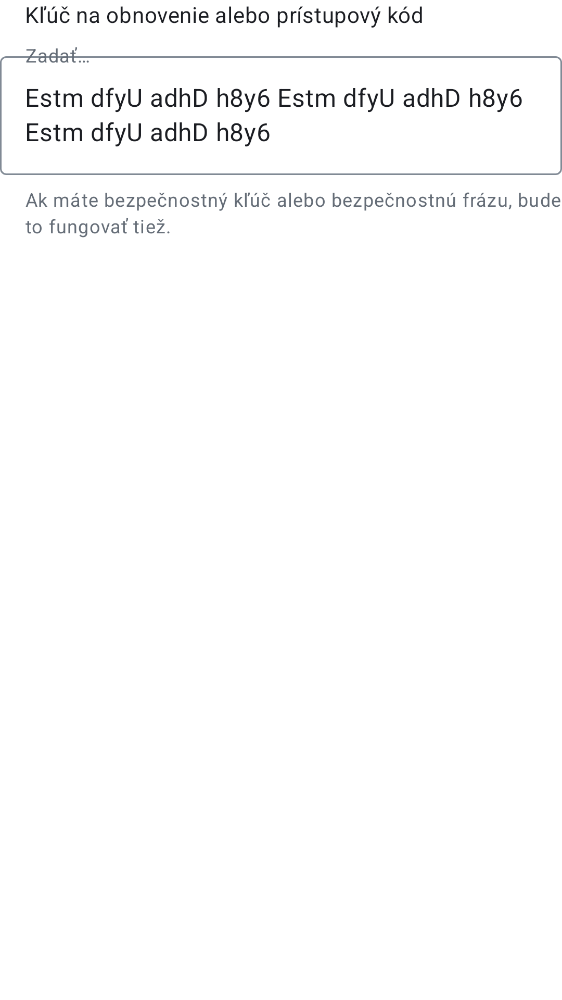 Kľúč na obnovenie alebo prístupový kód
Zadať…
Estm dfyU adhD h8y6 Estm dfyU adhD h8y6
Estm dfyU adhD h8y6
Ak máte bezpečnostný kľúč alebo bezpečnostnú frázu, bude
to fungovať tiež.